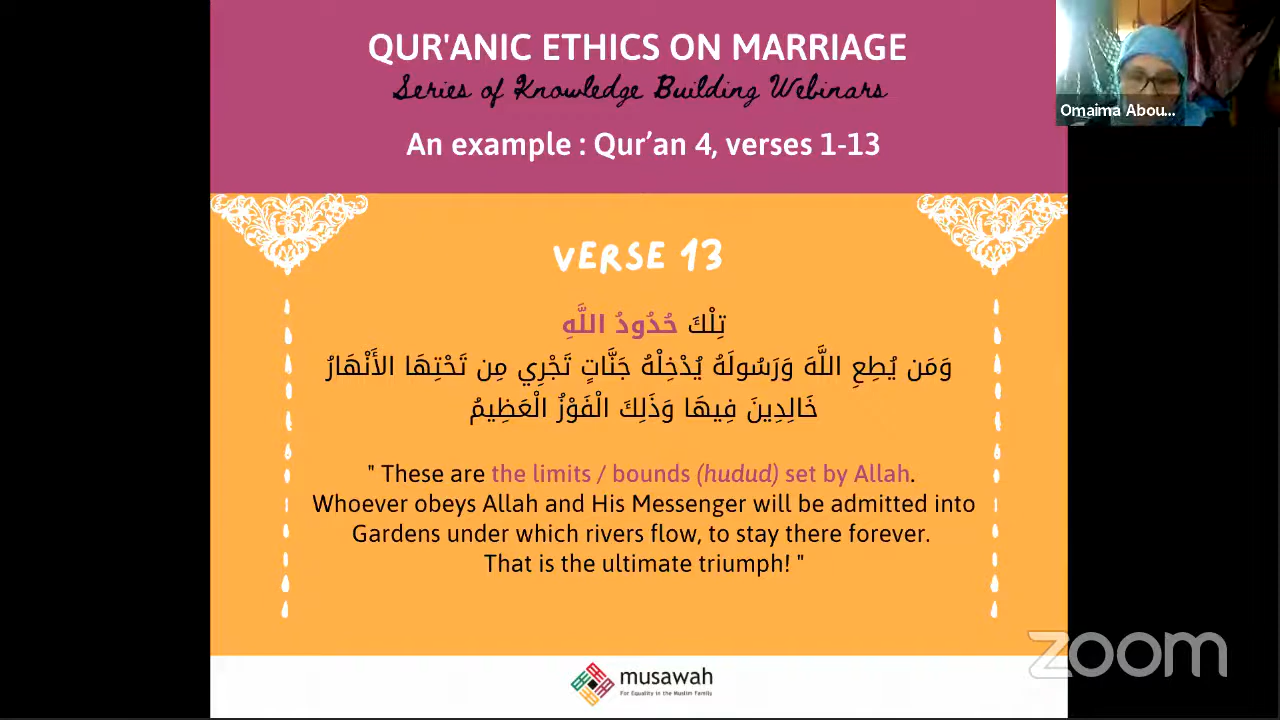 QUR'ANIC ETHICS ON MARRIAGE
Series of Knowledge Building Webinars
An example : Qur’an 4, verses 1-13
Omaima Abou...
VERSE 13
تِلْكَ حُدُودُ اللَّهِ
وَمَن يُطِعِ اللَّهَ وَرَسُولَهُ يُدْخِلْهُ جَنَّاتٍ تَجْرِي مِن تَحْتِهَا الأَنْهَارُ
خَالِدِينَ فِيهَا وَذَلِكَ الْفَوْزُ الْعَظِيمُ
" These are the limits / bounds (hudud) set by Allah.
Whoever obeys Allah and His Messenger will be admitted into
Gardens under which rivers flow, to stay there forever.
That is the ultimate triumph! "
zoom
musawah
For Equality in the Muslim Family